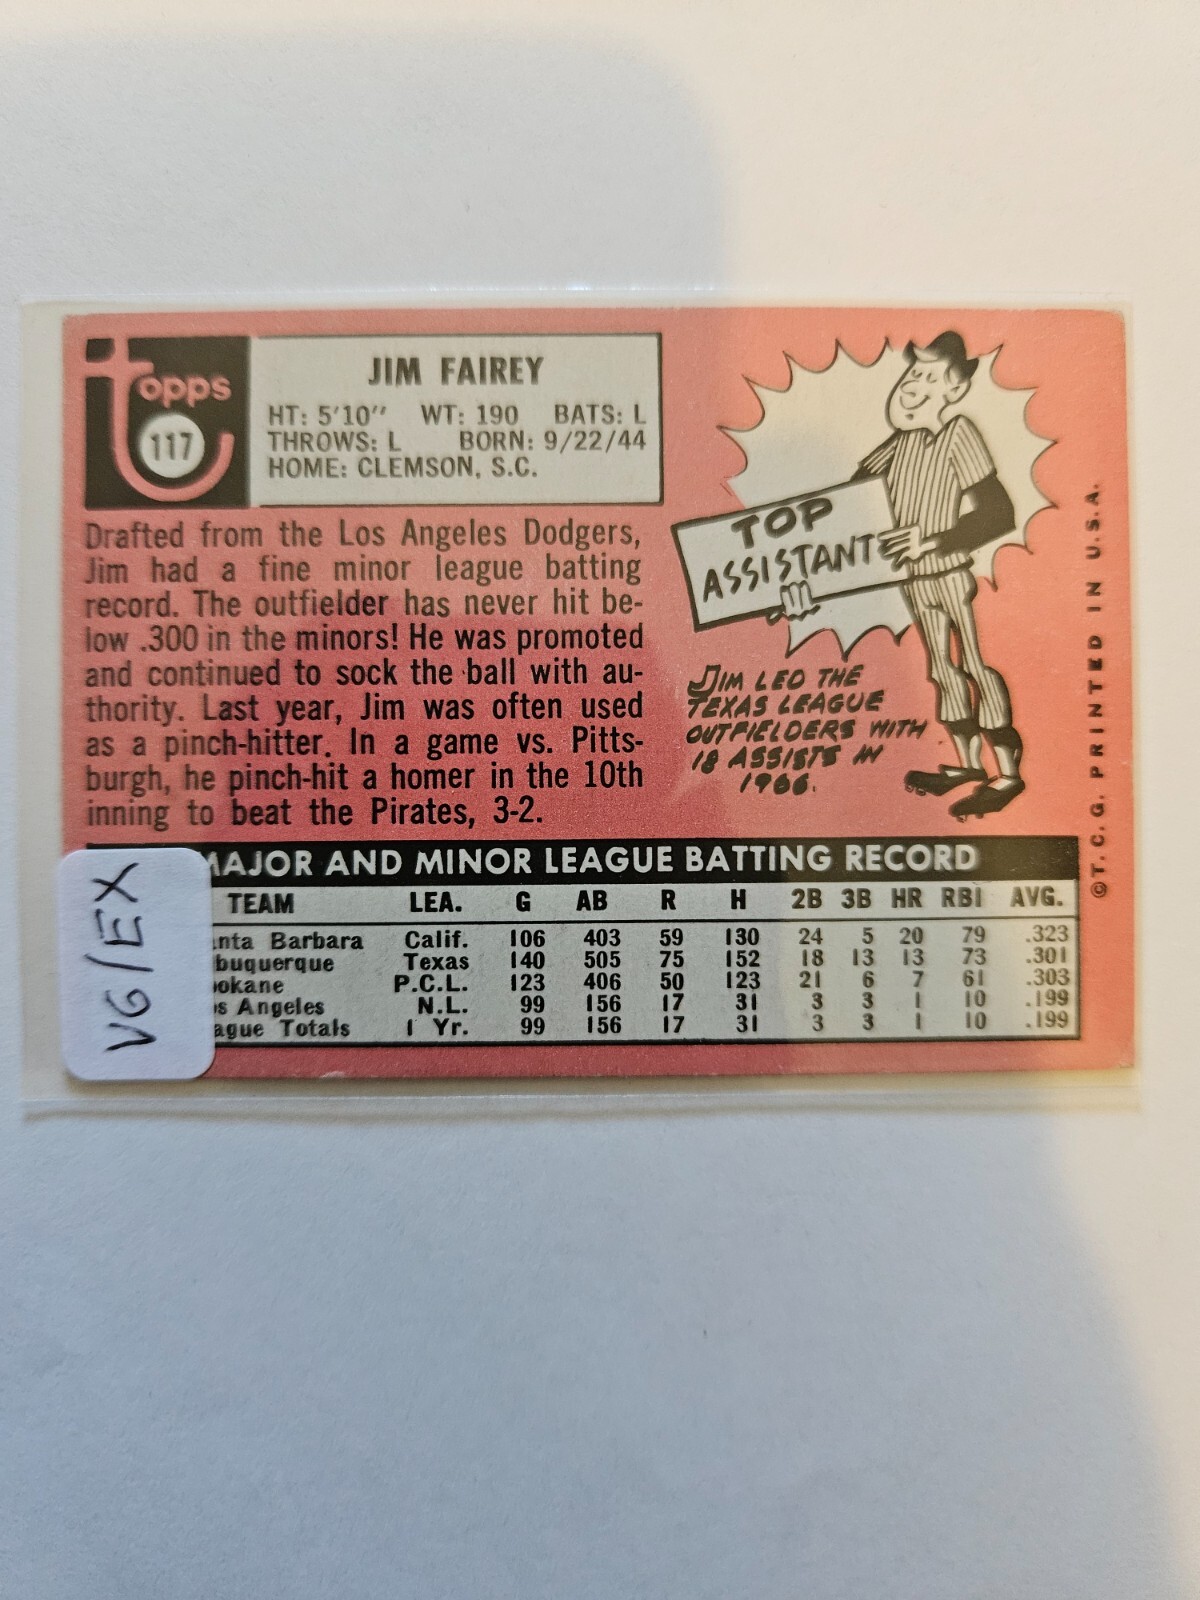 topps
117
JIM FAIREY
HT: 5'10" WT: 190 BATS: L
THROWS: L BORN: 9/22/44
HOME: CLEMSON, S.C.
Drafted from the Los Angeles Dodgers,
Jim had a fine minor league batting
record. The outfielder has never hit be-
low .300 in the minors! He was promoted
and continued to sock the ball with au-
thority. Last year, Jim was often used
as a pinch-hitter. In a game vs. Pitts-
burgh, he pinch-hit a homer in the 10th
inning to beat the Pirates, 3-2.
TOP
ASSISTANT
JIM LED THE
TEXAS LEAGUE
OUTFIELDERS WITH
18 ASSISTS IN
1966.
©T.C.G. PRINTED IN U.S.A.
MAJOR AND MINOR LEAGUE BATTING RECORD
TEAM LEA. G AB R H 2B 3B HR RBI AVG.
nta Barbara Calif. 106 403 59 130 24 5 20 79 .323
buquerque Texas 140 505 75 152 18 13 13 73 .301
okane P.C.L. 123 406 50 123 21 6 7 61 .303
s Angeles N.L. 99 156 17 31 3 3 1 10 .199
ague Totals 1 Yr. 99 156 17 31 3 3 1 10 .199
VG/EX